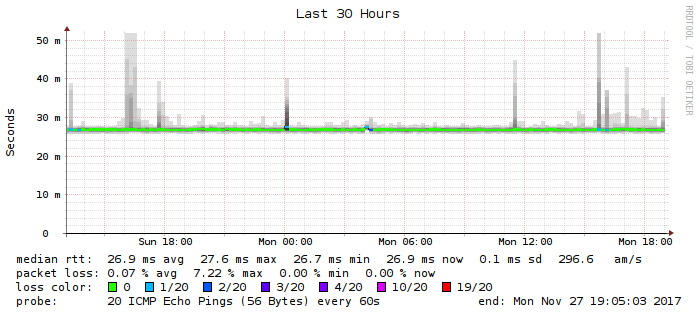 Last 30 Hours
RRDTOOL / TOBI OETIKER
Seconds
50 m
40 m
30 m
20 m
10 m
0
Sun 18:00 Mon 00:00 Mon 06:00 Mon 12:00 Mon 18:00
median rtt: 26.9 ms avg 27.6 ms max 26.7 ms min 26.9 ms now 0.1 ms sd 296.6 am/s
packet loss: 0.07 % avg 7.22 % max 0.00 % min 0.00 % now
loss color: 0 1/20 2/20 3/20 4/20 10/20 19/20
probe: 20 ICMP Echo Pings (56 Bytes) every 60s end: Mon Nov 27 19:05:03 2017